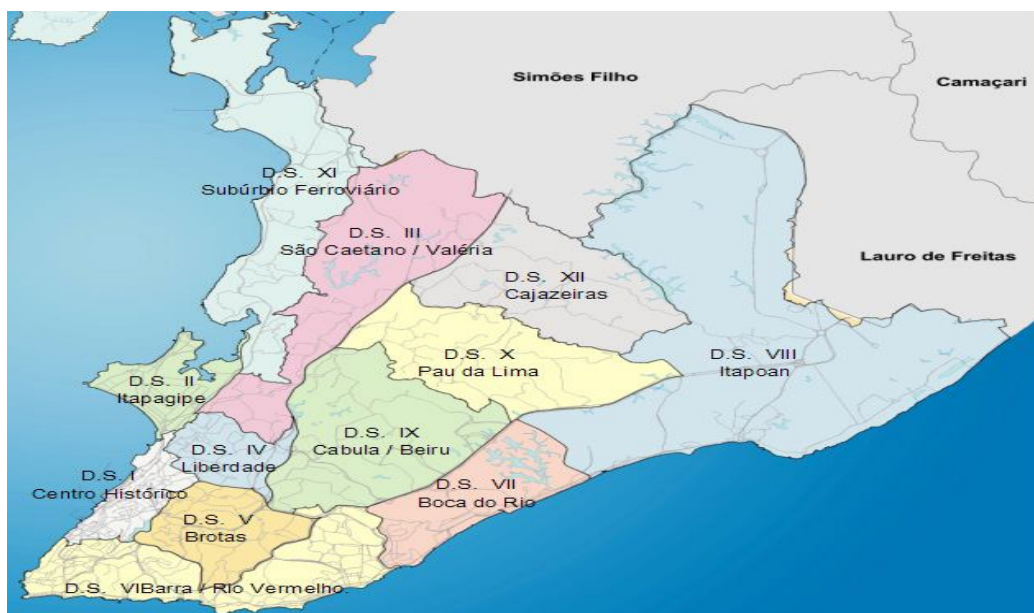 Simões Filho
Camaçari
D.S. XI
Subúrbio Ferroviário
D.S. III
São Caetano / Valéria
Lauro de Freitas
D.S. XII
Cajazeiras
D.S. X
Pau da Lima
D.S. VIII
Itapoan
D.S. II
Itapagipe
D.S. IX
Cabula / Beiru
D.S. IV
Liberdade
D.S. I
Centro Histórico
D.S. VII
Boca do Rio
D.S. V
Brotas
D.S. VIBarra / Rio Vermelho.